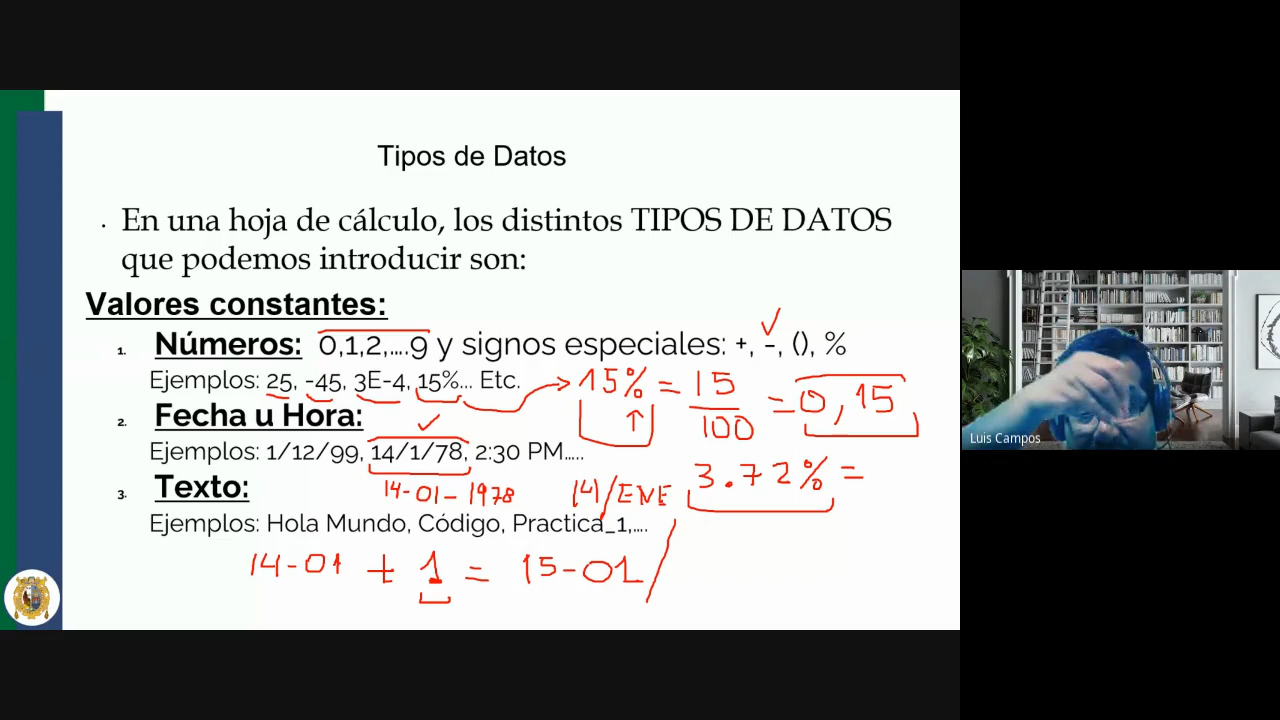 Tipos de Datos
· En una hoja de cálculo, los distintos TIPOS DE DATOS
que podemos introducir son:
Valores constantes:
1. Números: 0,1,2,....9 y signos especiales: +, -, (), %
Ejemplos: 25, -45, 3E-4, 15%... Etc.
15% = 15/100 = 0,15
2. Fecha u Hora:
Ejemplos: 1/12/99, 14/1/78, 2:30 PM.....
14-01-1978
14/ENE
3.72% =
3. Texto:
Ejemplos: Hola Mundo, Código, Practica_1,....
14-01 + 1 = 15-01/
Luis Campos